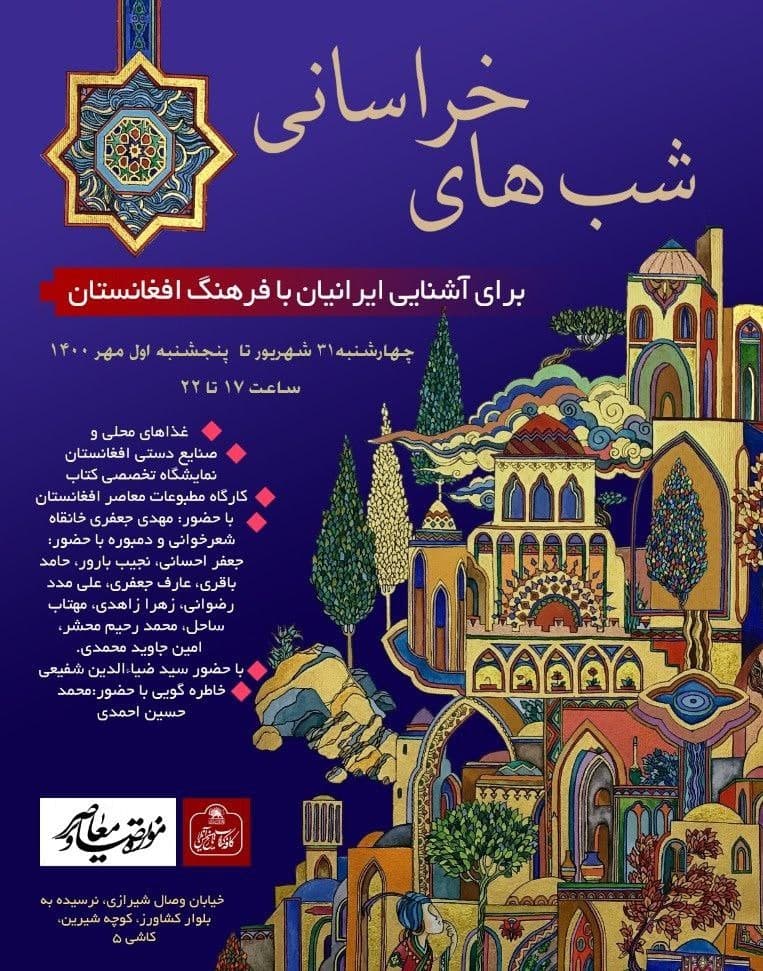 شب‌های
خراسانی
برای آشنایی ایرانیان با فرهنگ افغانستان
چهارشنبه ۳۱ شهریور تا پنجشنبه اول مهر ۱۴۰۰
ساعت ۱۷ تا ۲۲
غذاهای محلی و
صنایع دستی افغانستان
نمایشگاه تخصصی کتاب
کارگاه مطبوعات معاصر افغانستان
با حضور: مهدی جعفری خانقاه
شعرخوانی و دمبوره با حضور:
جعفر احسانی، نجیب بارور، حامد
باقری، عارف جعفری، علی مدد
رضوانی، زهرا زاهدی، مهتاب
ساحل، محمد رحیم محشر،
امین جاوید محمدی.
با حضور سید ضیاءالدین شفیعی
خاطره گویی با حضور:محمد
حسین احمدی
معاصر
خیابان وصال شیرازی، نرسیده به
بلوار کشاورز، کوچه شیرین،
کاشی ۵